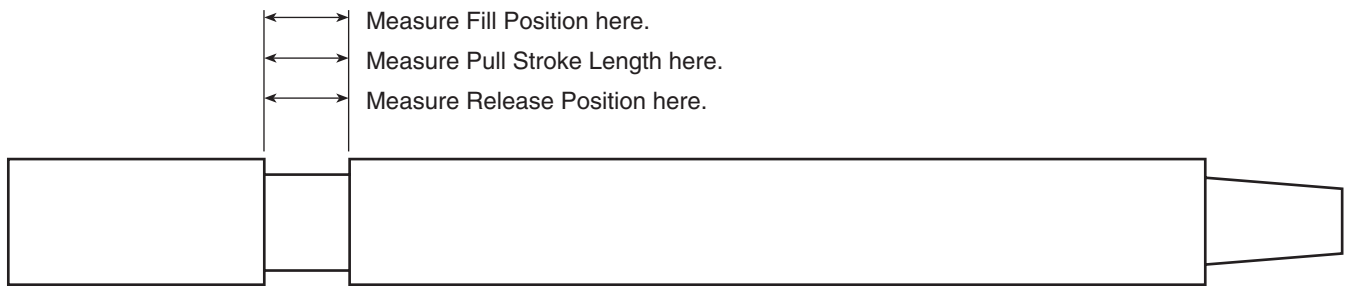 Measure Fill Position here.
Measure Pull Stroke Length here.
Measure Release Position here.